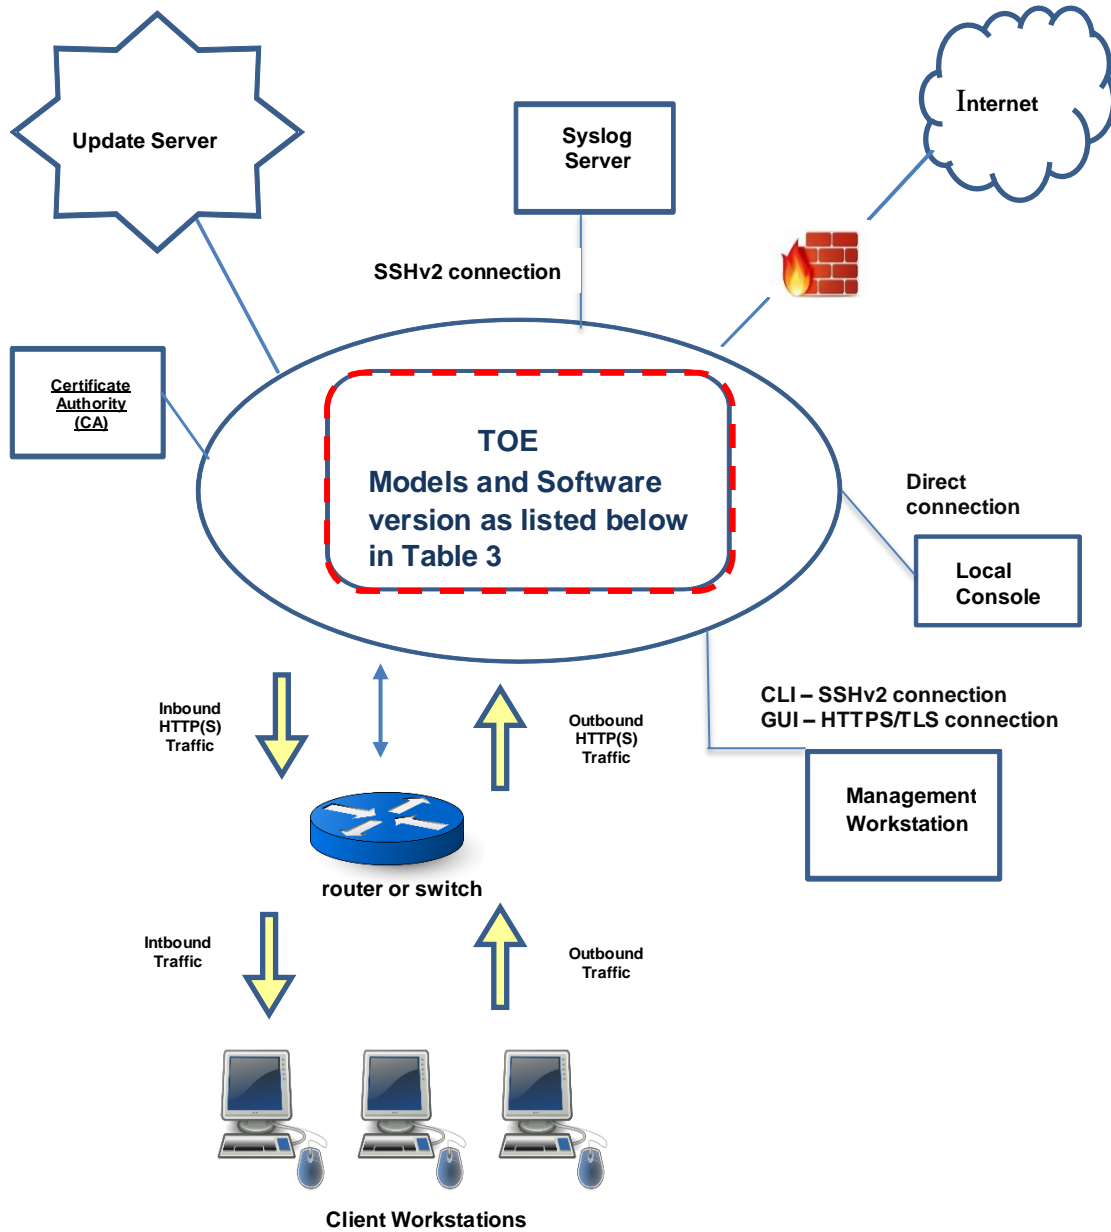 Update Server
Syslog
Server
Internet
SSHv2 connection
Certificate
Authority
(CA)
TOE
Models and Software
version as listed below
in Table 3
Direct
connection
Local
Console
CLI – SSHv2 connection
GUI – HTTPS/TLS connection
Inbound
HTTP(S)
Traffic
Outbound
HTTP(S)
Traffic
Management
Workstation
router or switch
Intbound
Traffic
Outbound
Traffic
Client Workstations